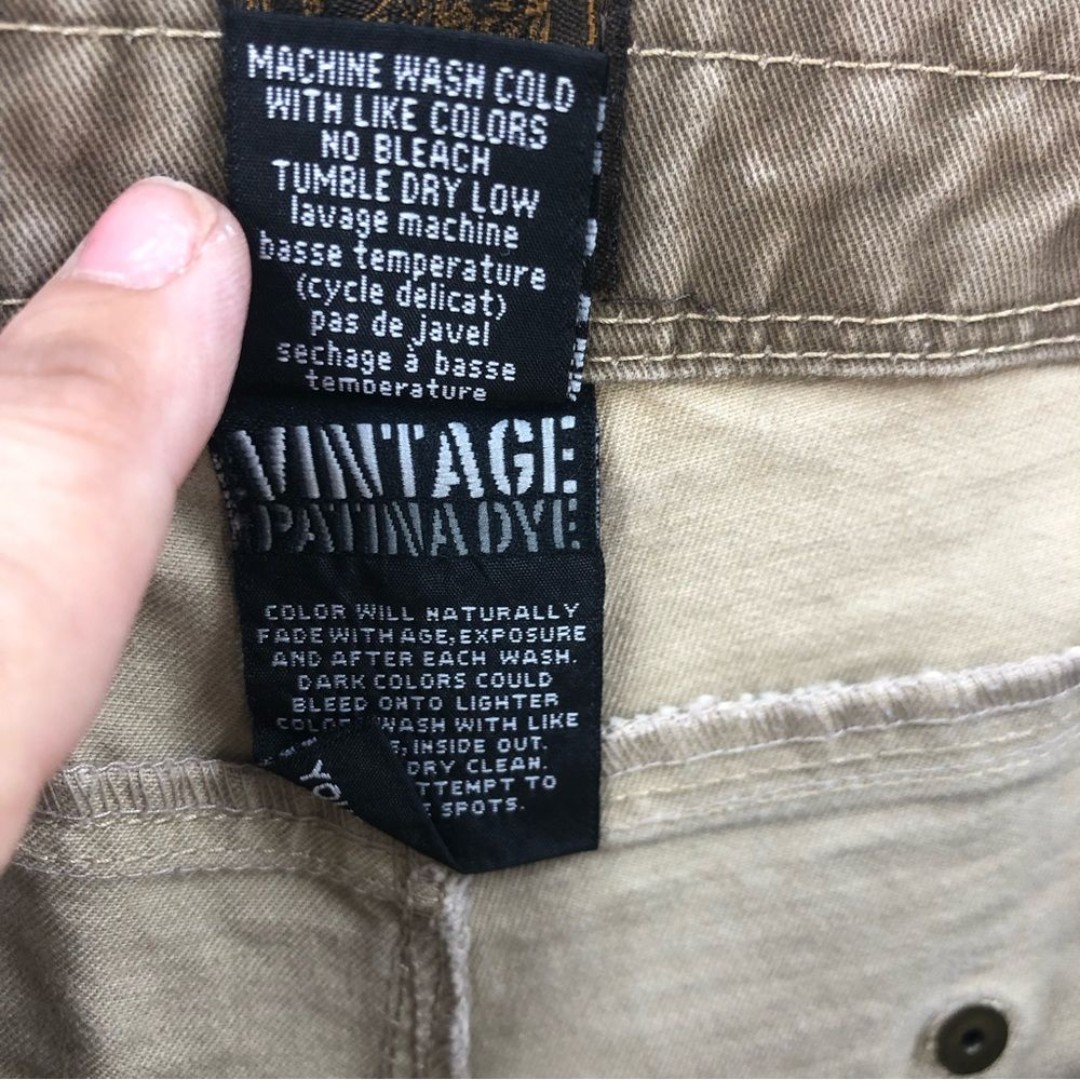 MACHINE WASH COLD
WITH LIKE COLORS
NO BLEACH
TUMBLE DRY LOW
lavage machine
basse temperature
(cycle delicat)
pas de javel
sechage à basse
temperature
VINTAGE
PATINA DYE
COLOR WILL NATURALLY
FADE WITH AGE, EXPOSURE
AND AFTER EACH WASH.
DARK COLORS COULD
BLEED ONTO LIGHTER
WASH WITH LIKE
INSIDE OUT.
DRY CLEAN.
TO
SPOTS.